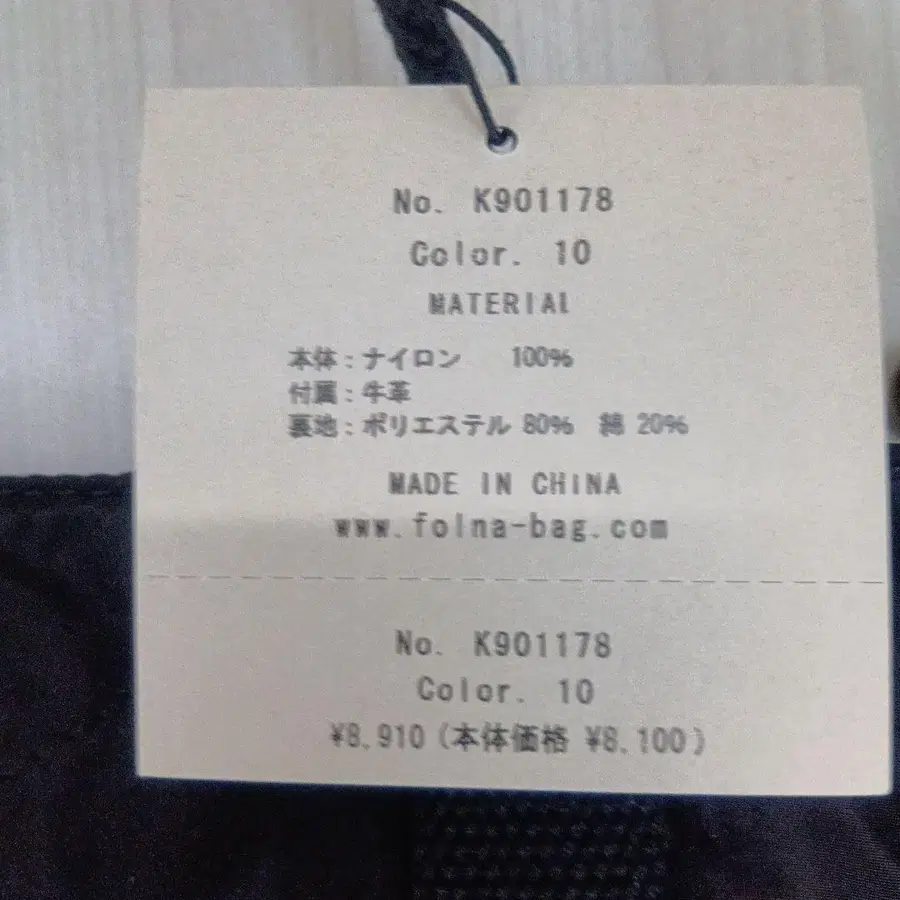 No. K901178
Color. 10
MATERIAL
本体：ナイロン 100%
付属：牛革
裏地：ポリエステル 80% 綿 20%
MADE IN CHINA
www.folna-bag.com
No. K901178
Color. 10
¥8,910（本体価格 ¥8,100）